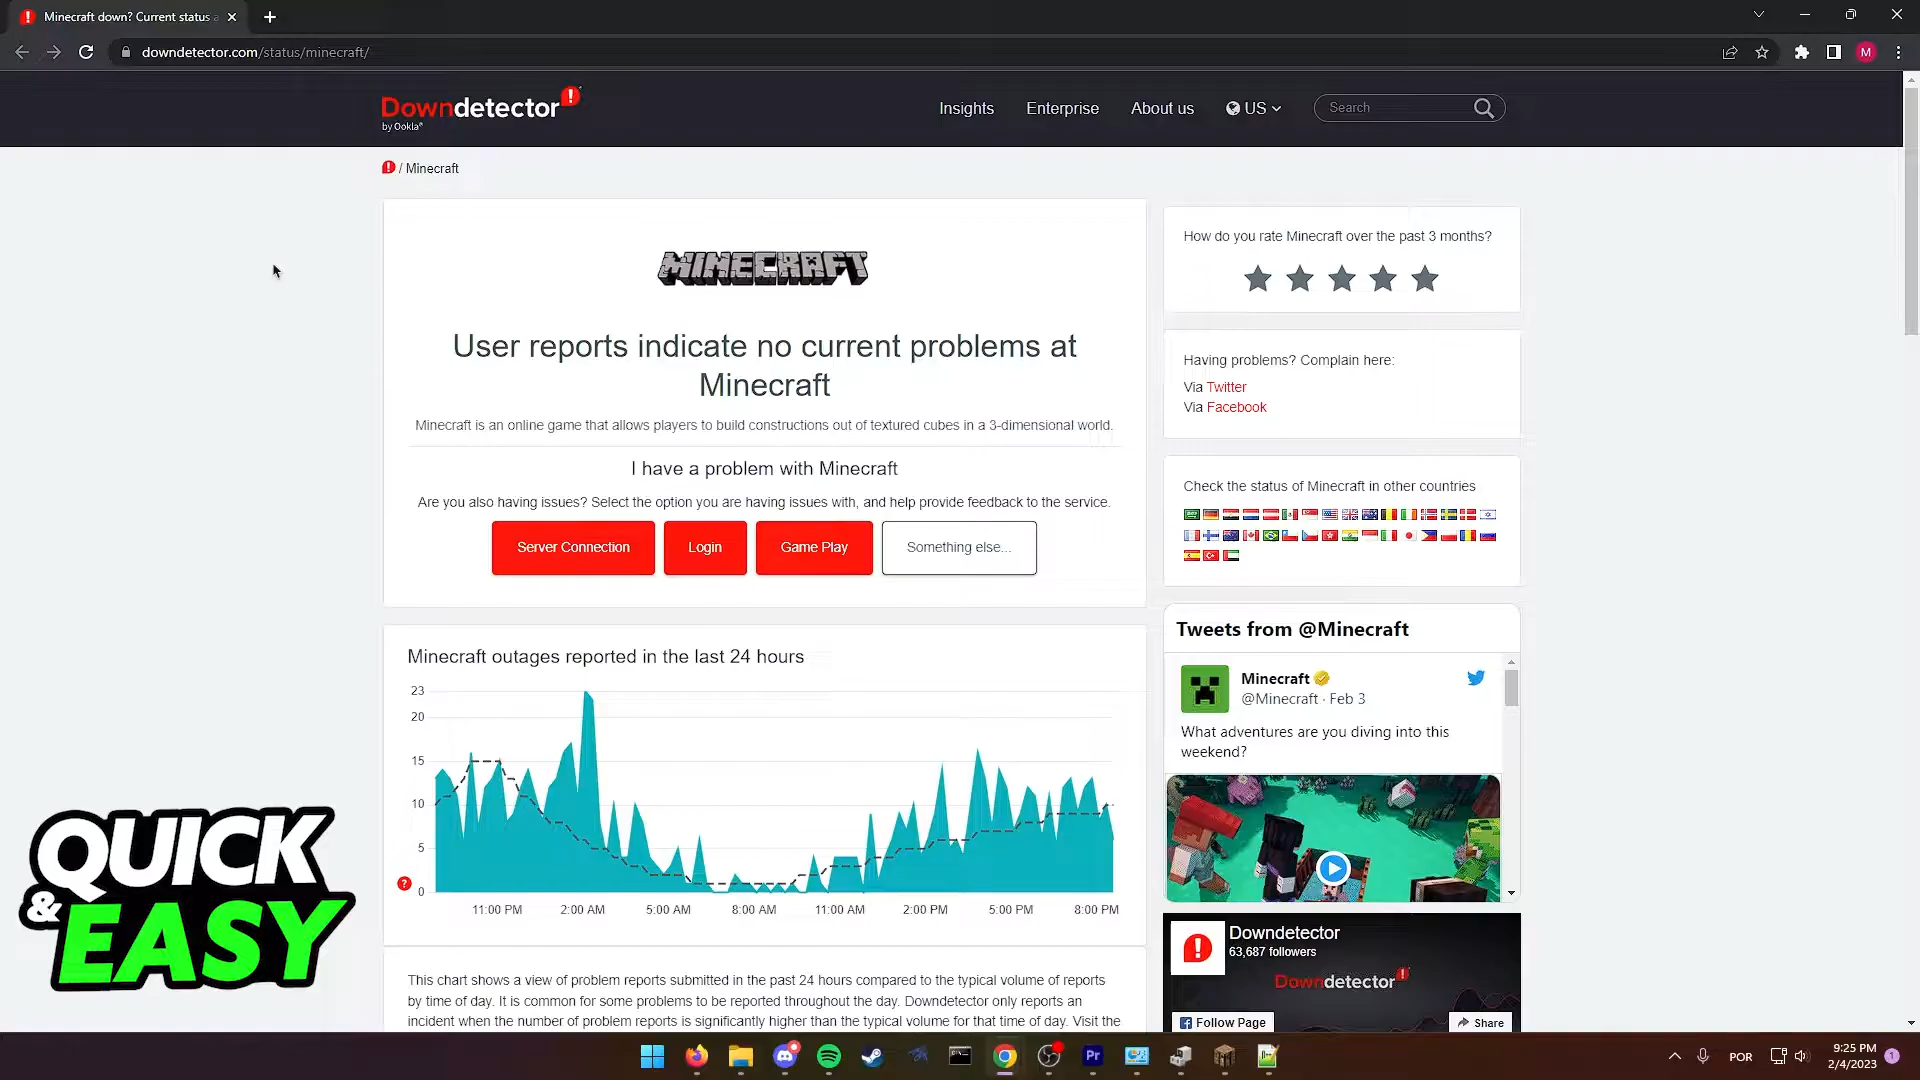 Minecraft down? Current status a
downdetector.com/status/minecraft/
M
Downdetector
by Ookla
Insights
Enterprise
About us
US
Search
/ Minecraft
MINECRAFT
User reports indicate no current problems at
Minecraft
Minecraft is an online game that allows players to build constructions out of textured cubes in a 3-dimensional world.
I have a problem with Minecraft
Are you also having issues? Select the option you are having issues with, and help provide feedback to the service.
Server Connection
Login
Game Play
Something else...
How do you rate Minecraft over the past 3 months?
Having problems? Complain here:
Via Twitter
Via Facebook
Check the status of Minecraft in other countries
Tweets from @Minecraft
Minecraft
@Minecraft · Feb 3
What adventures are you diving into this
weekend?
Downdetector
63,687 followers
Downdetector
Follow Page
Share
Minecraft outages reported in the last 24 hours
23
20
15
10
5
0
11:00 PM
2:00 AM
5:00 AM
8:00 AM
11:00 AM
2:00 PM
5:00 PM
8:00 PM
This chart shows a view of problem reports submitted in the past 24 hours compared to the typical volume of reports
by time of day. It is common for some problems to be reported throughout the day. Downdetector only reports an
incident when the number of problem reports is significantly higher than the typical volume for that time of day. Visit the
QUICK
& EASY
Pr
POR
9:25 PM
2/4/2023
1